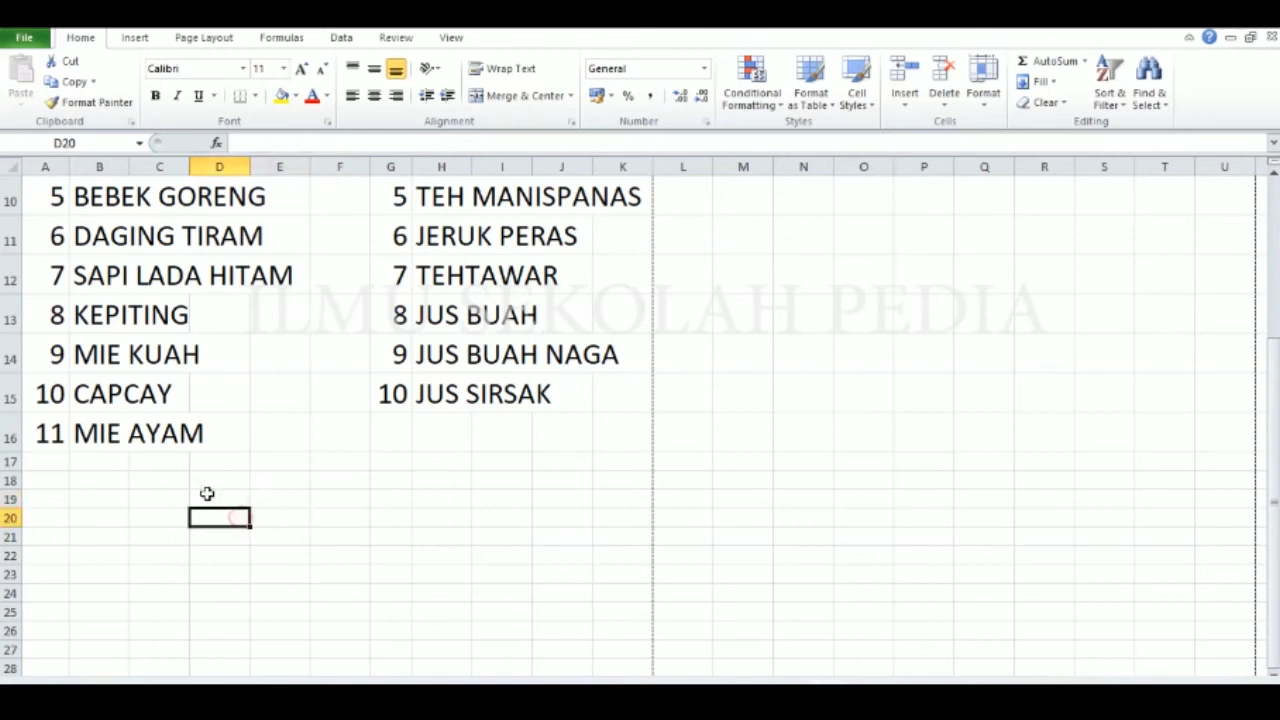 File Home Insert Page Layout Formulas Data Review View
Paste
Cut
Copy
Format Painter
Clipboard
Calibri 11
B I U
Font
Wrap Text
Merge & Center
Alignment
General
%
Number
Conditional Formatting
Format as Table
Cell Styles
Styles
Insert Delete Format
Cells
Σ AutoSum
Fill
Clear
Sort & Filter
Find & Select
Editing
D20 fx
A B C D E F G H I J K L M N O P Q R S T U
10 5 BEBEK GORENG 5 TEH MANISPANAS
11 6 DAGING TIRAM 6 JERUK PERAS
12 7 SAPI LADA HITAM 7 TEHTAWAR
ILMU SEKOLAH PEDIA
13 8 KEPITING 8 JUS BUAH
14 9 MIE KUAH 9 JUS BUAH NAGA
15 10 CAPCAY 10 JUS SIRSAK
16 11 MIE AYAM
17
18
19
20
21
22
23
24
25
26
27
28